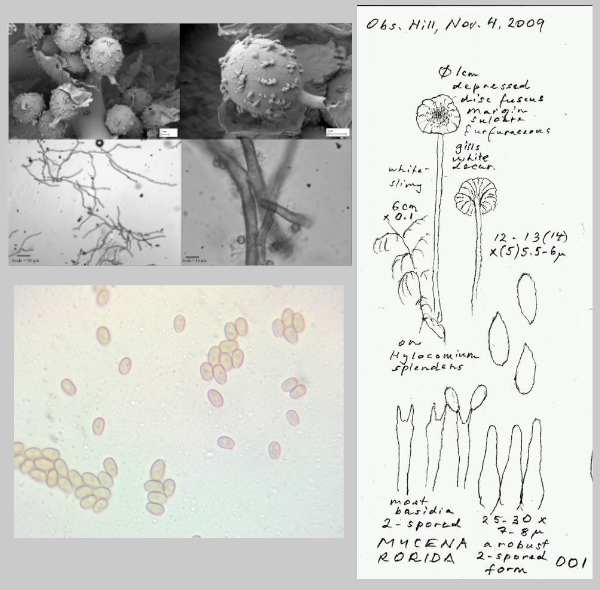 Obs. Hill, Nov. 4, 2009
Ø 1cm
depressed
disc fuscus
margin
sulcate
furfuraceous
gills
white
decur.
white-
slimy
6cm
x 0.1
12 - 13 (14)
x (5) 5.5-6µ
on
Hylocomium
splendens
most
basidia
2-spored
25-30 x
7-8µ
MYCENA
RORIDA
a robust
2-spored
form
001